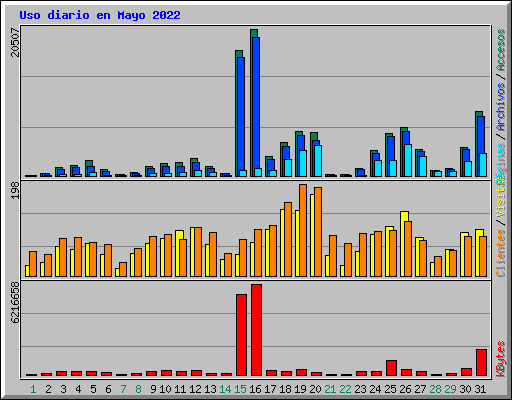 Uso diario en Mayo 2022
20507
198
6216658
Accesos / Archivos / Páginas
Visitas / Clientes
KBytes
1 2 3 4 5 6 7 8 9 10 11 12 13 14 15 16 17 18 19 20 21 22 23 24 25 26 27 28 29 30 31